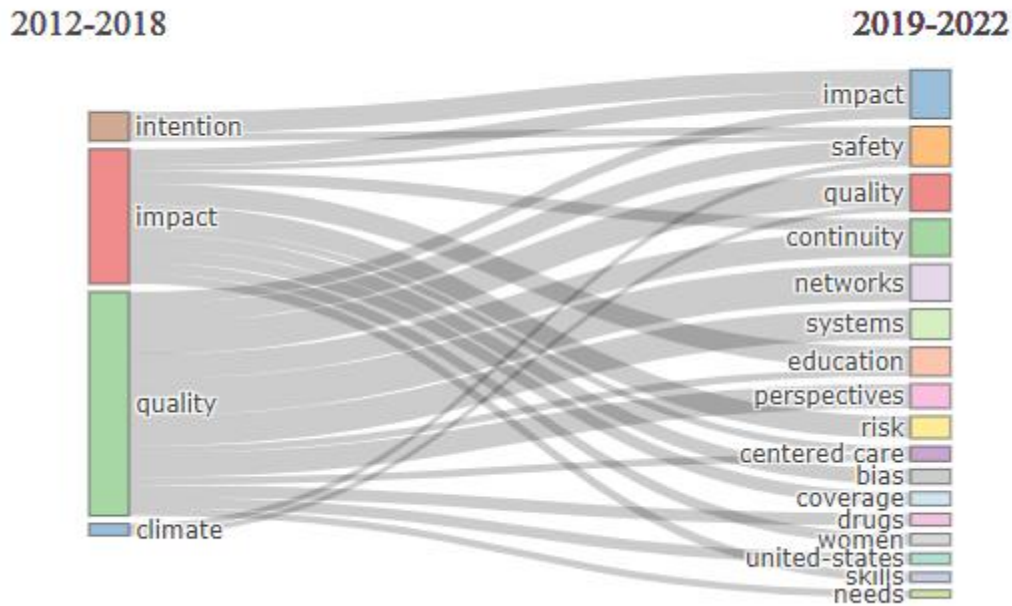 2012-2018
2019-2022
intention
impact
quality
climate
impact
safety
quality
continuity
networks
systems
education
perspectives
risk
centered care
bias
coverage
drugs
women
united-states
skills
needs